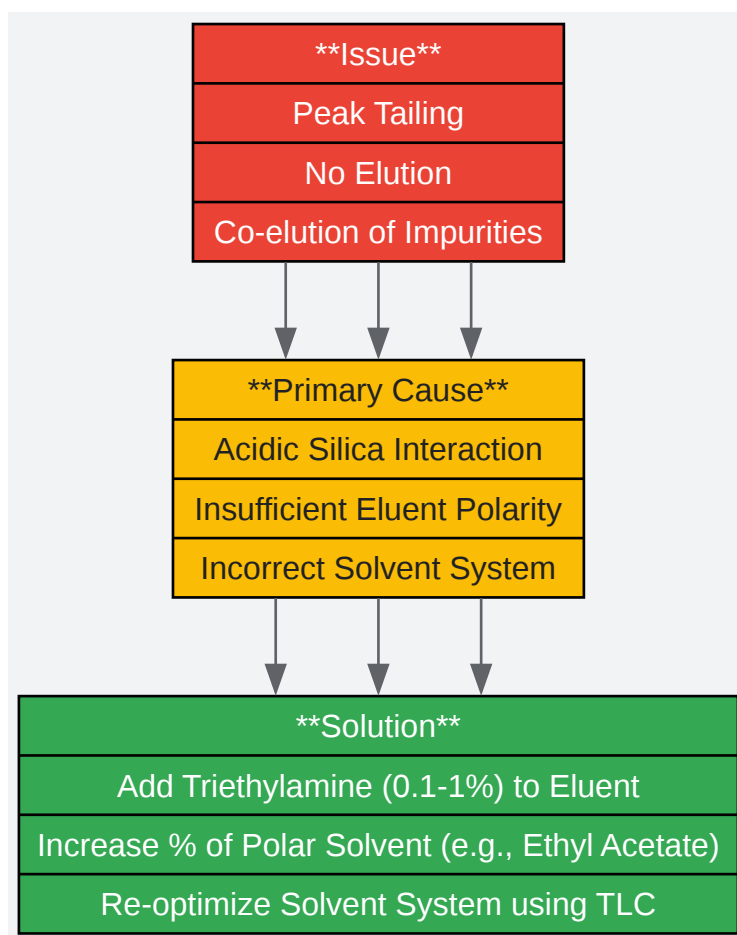 **Issue**
Peak Tailing
No Elution
Co-elution of Impurities
**Primary Cause**
Acidic Silica Interaction
Insufficient Eluent Polarity
Incorrect Solvent System
**Solution**
Add Triethylamine (0.1-1%) to Eluent
Increase % of Polar Solvent (e.g., Ethyl Acetate)
Re-optimize Solvent System using TLC